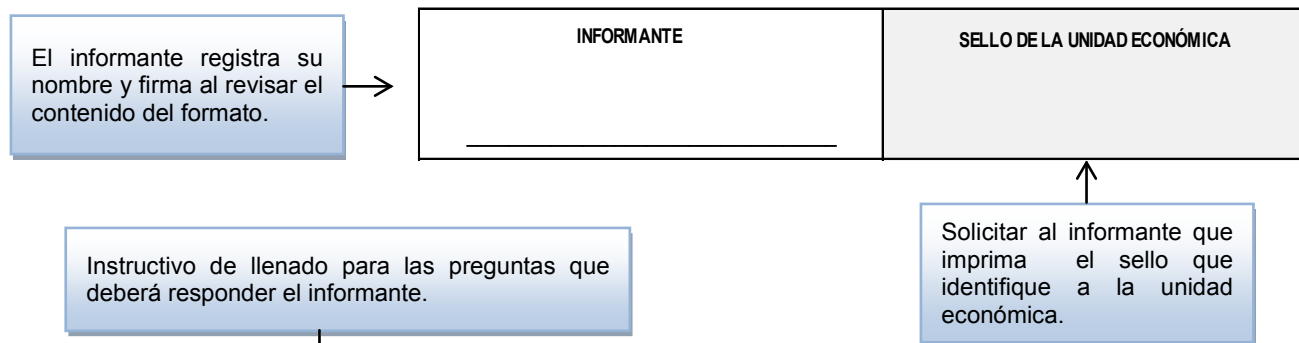 El informante registra su
nombre y firma al revisar el
contenido del formato.
INFORMANTE
SELLO DE LA UNIDAD ECONÓMICA
Instructivo de llenado para las preguntas que
deberá responder el informante.
Solicitar al informante que
imprima el sello que
identifique a la unidad
económica.